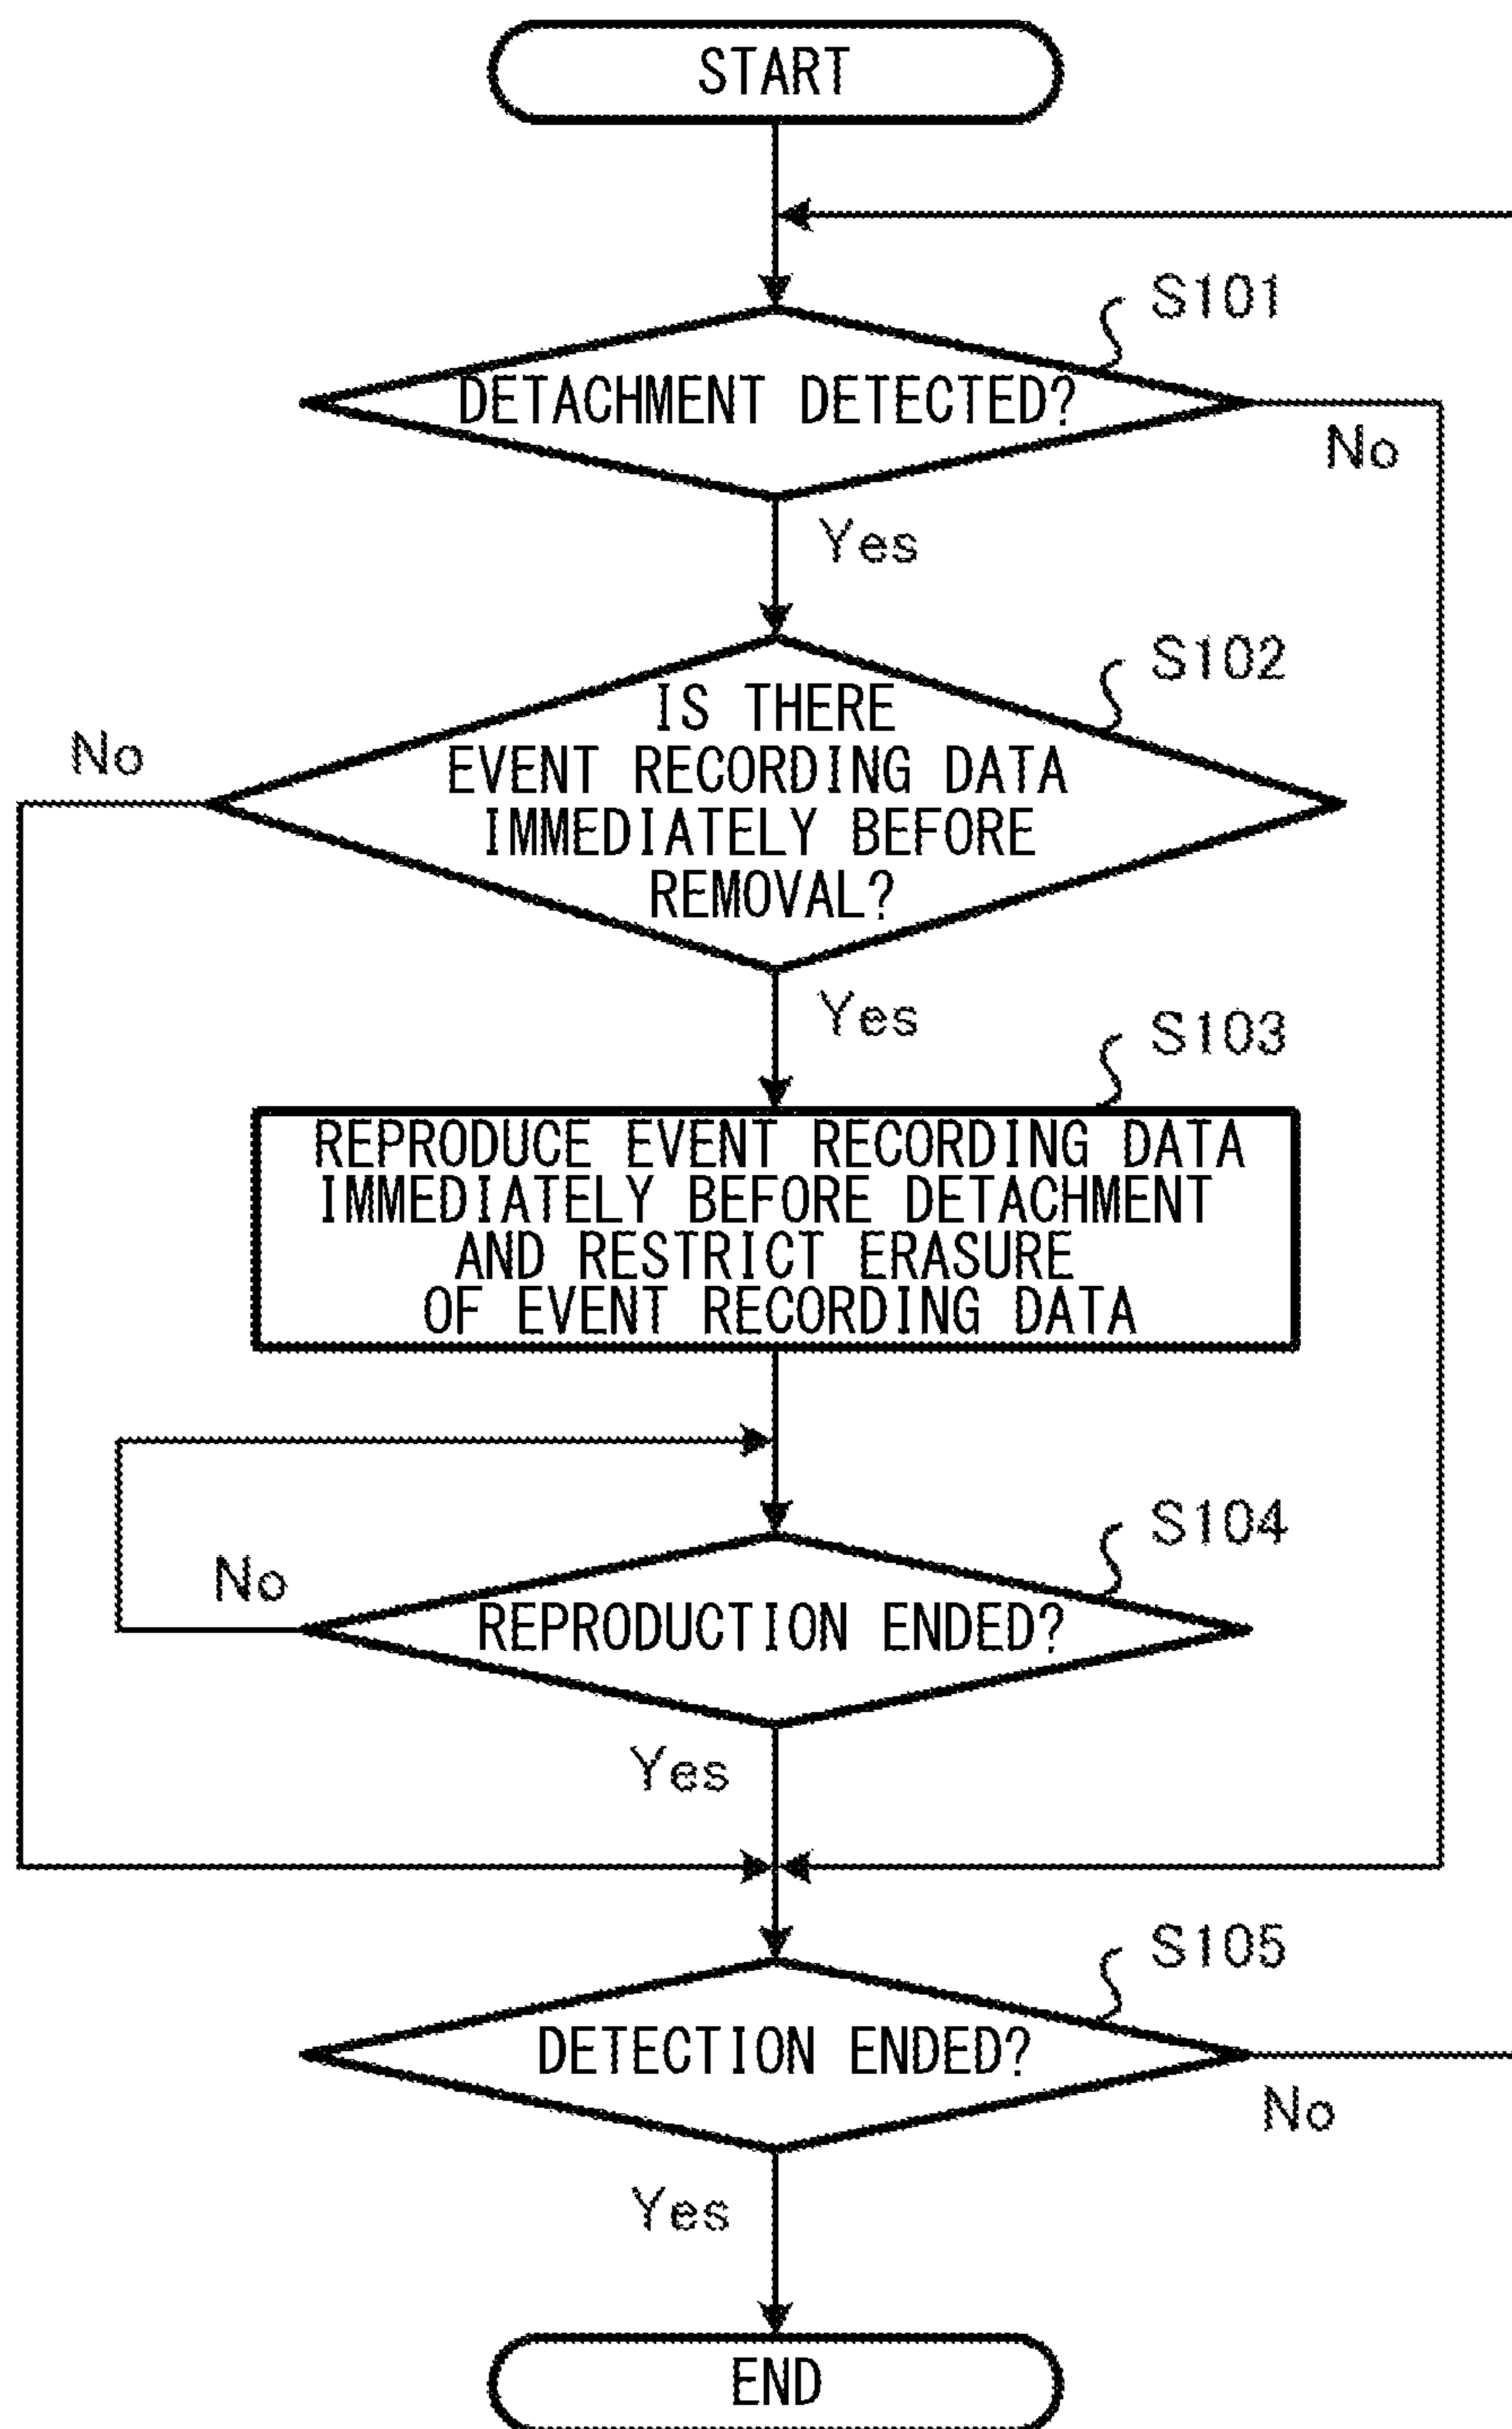 START
S101
DETACHMENT DETECTED?
No
Yes
S102
IS THERE
EVENT RECORDING DATA
IMMEDIATELY BEFORE
REMOVAL?
No
Yes
S103
REPRODUCE EVENT RECORDING DATA
IMMEDIATELY BEFORE DETACHMENT
AND RESTRICT ERASURE
OF EVENT RECORDING DATA
S104
No
REPRODUCTION ENDED?
Yes
S105
DETECTION ENDED?
No
Yes
END